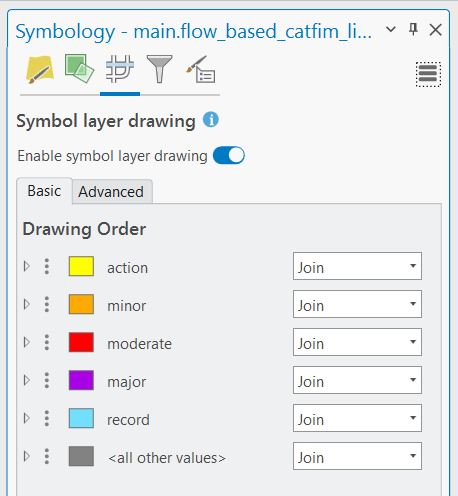 Symbology - main.flow_based_catfim_li...
Symbol layer drawing
Enable symbol layer drawing
Basic Advanced
Drawing Order
action Join
minor Join
moderate Join
major Join
record Join
<all other values> Join